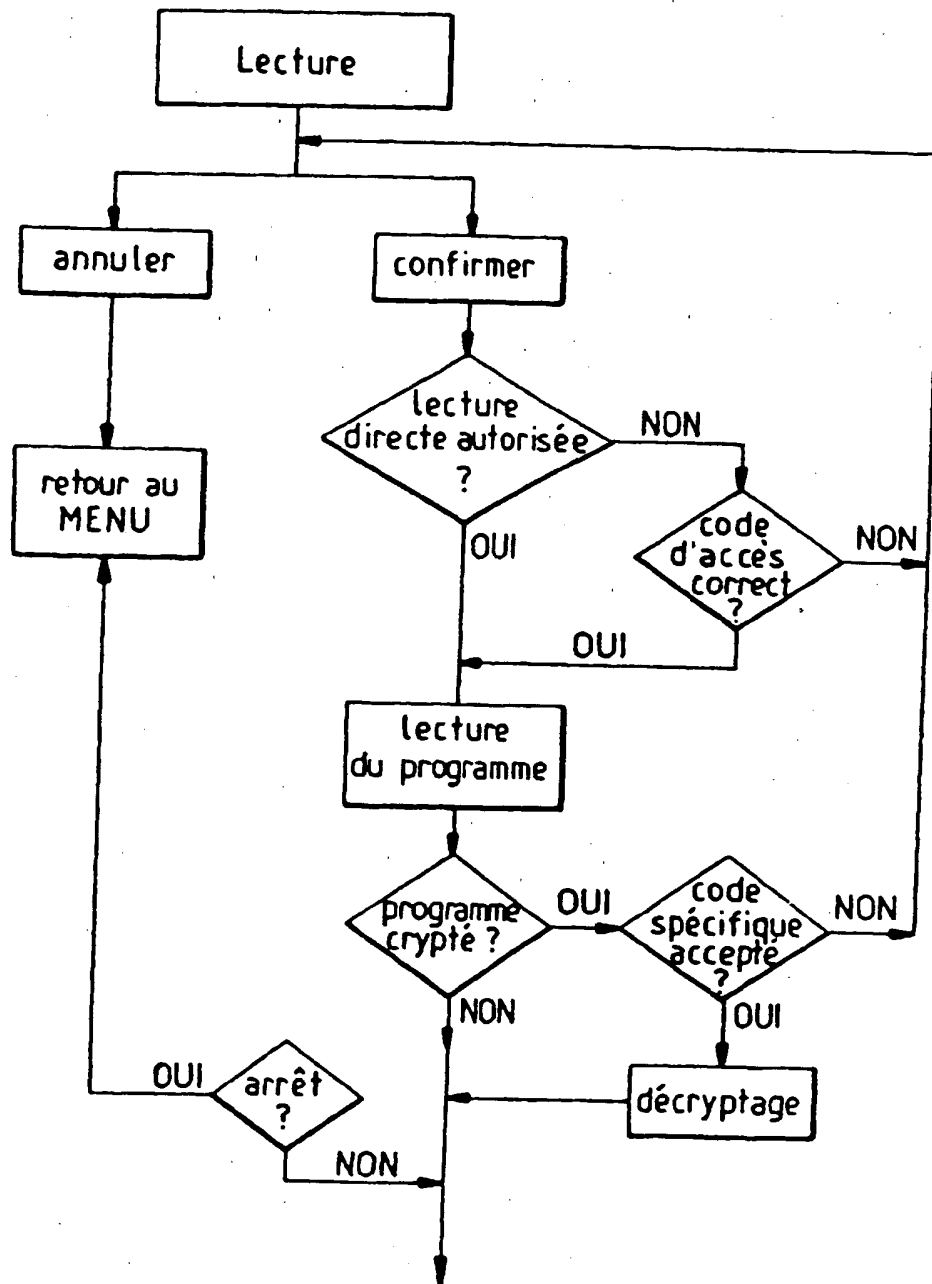 Lecture
annuler
confirmer
lecture
directe autorisée
?
NON
retour au
MENU
OUI
code
d'accès
correct
?
NON
OUI
lecture
du programme
programme
crypté ?
OUI
code
spécifique
accepté
?
NON
NON
OUI
OUI
arrêt
?
décryptage
NON